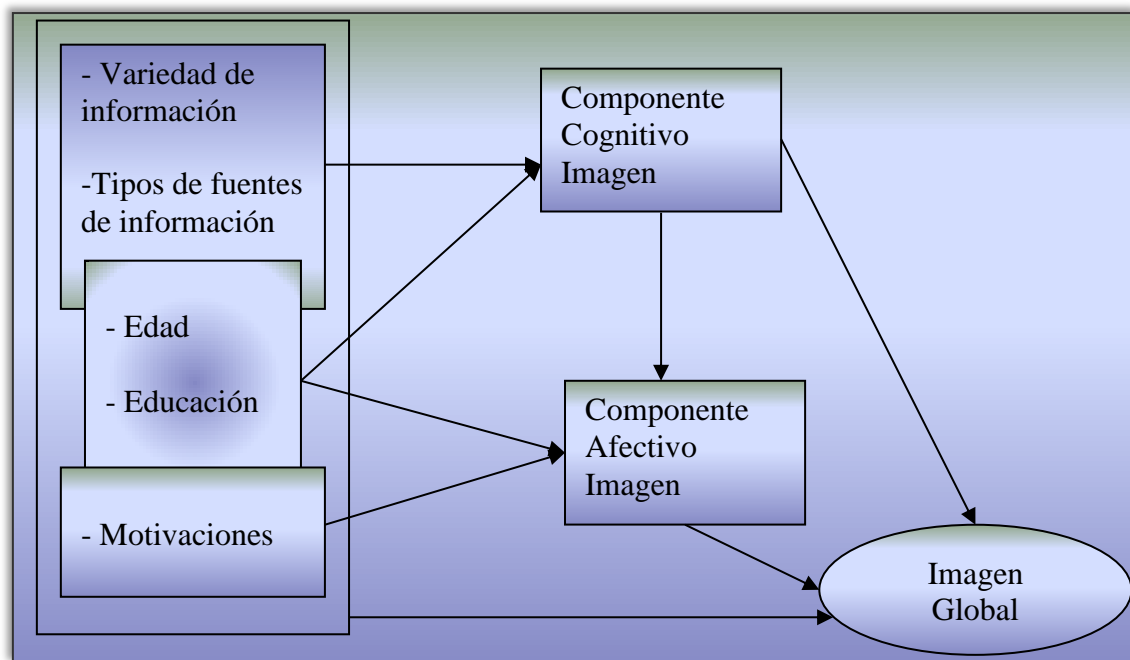 - Variedad de
información
-Tipos de fuentes
de información
- Edad
- Educación
- Motivaciones
Componente
Cognitivo
Imagen
Componente
Afectivo
Imagen
Imagen
Global